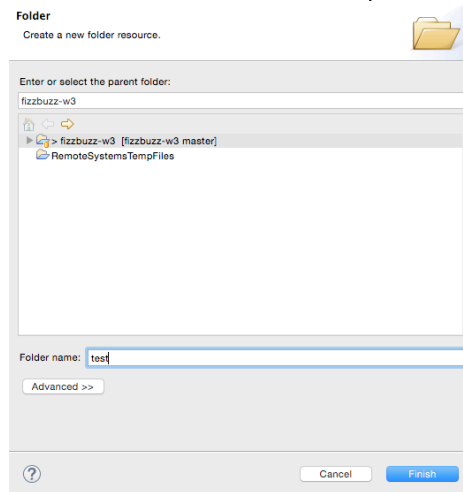 Folder
Create a new folder resource.
Enter or select the parent folder:
fizzbuzz-w3
> fizzbuzz-w3 [fizzbuzz-w3 master]
RemoteSystemsTempFiles
Folder name: test
Advanced >>
? Cancel Finish